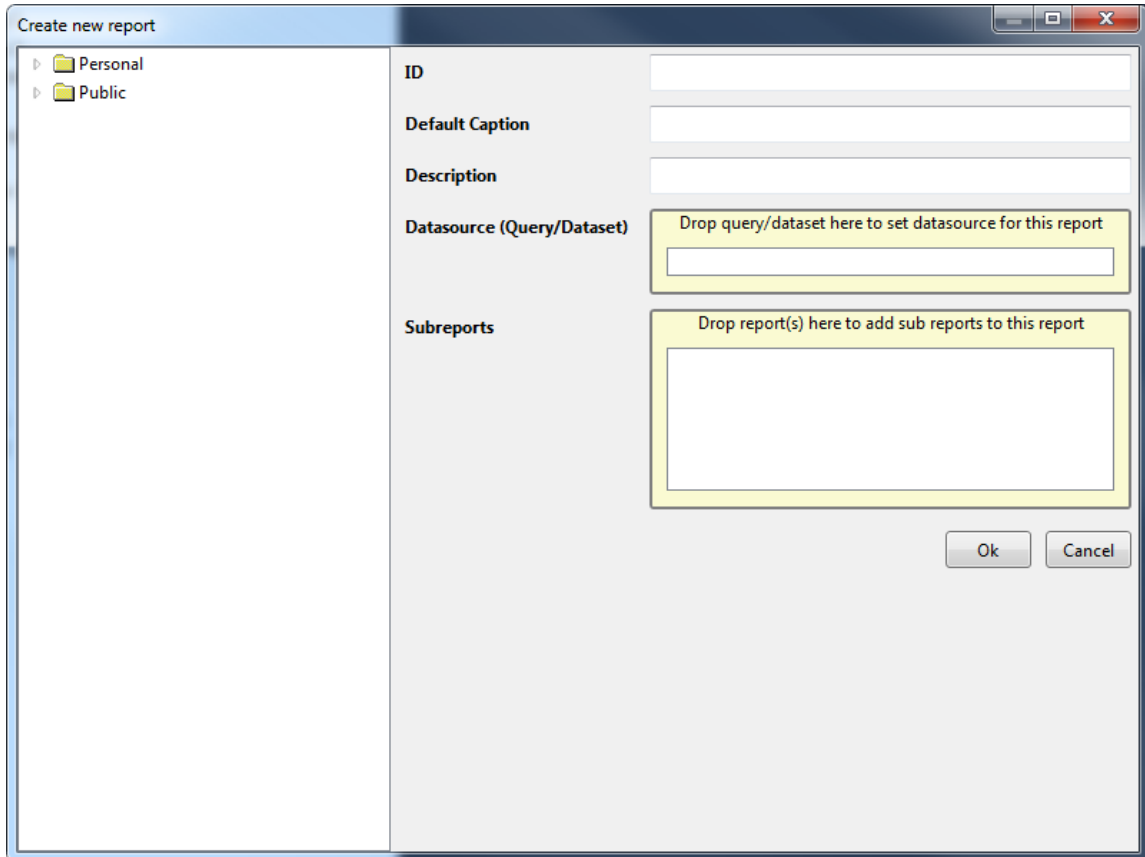 Create new report
Personal
Public
ID
Default Caption
Description
Datasource (Query/Dataset)
Drop query/dataset here to set datasource for this report
Subreports
Drop report(s) here to add sub reports to this report
Ok
Cancel